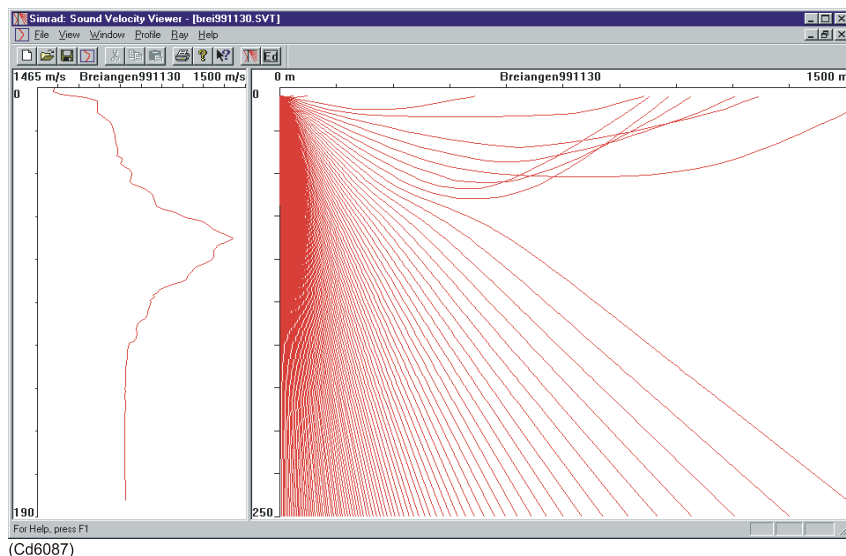 Simrad: Sound Velocity Viewer - [brei991130.SVT]
File View Window Profile Ray Help
Ed
1465 m/s Breiangen991130 1500 m/s
0 m Breiangen991130 1500 m
0
0
190
250
For Help, press F1
(Cd6087)